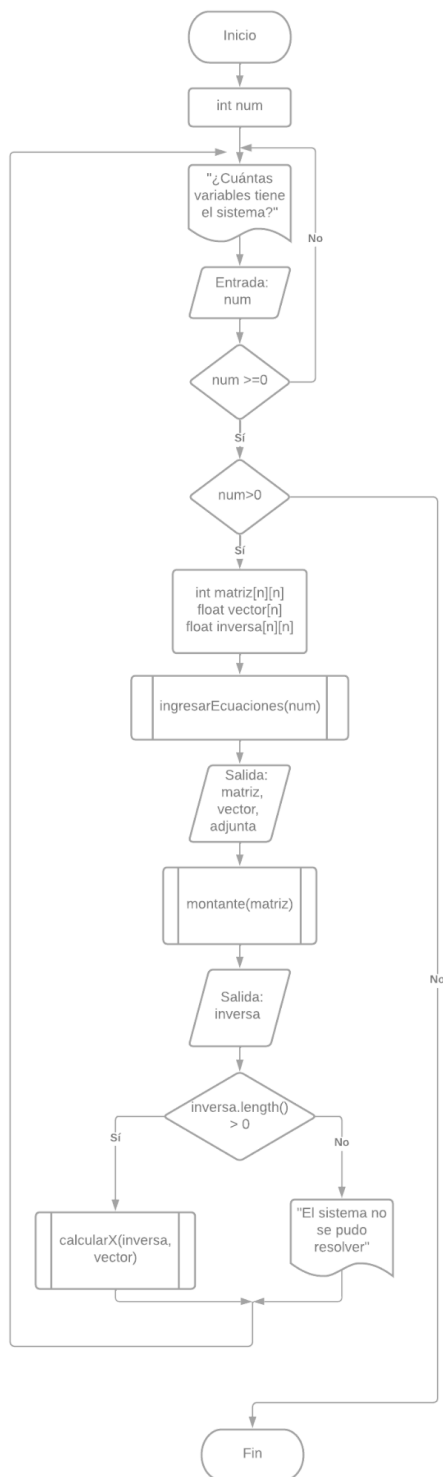 Inicio
int num
"¿Cuántas
variables tiene
el sistema?"
No
Entrada:
num
num >=0
Sí
num>0
Sí
int matriz[n][n]
float vector[n]
float inversa[n][n]
ingresarEcuaciones(num)
Salida:
matriz,
vector,
adjunta
montante(matriz)
No
Salida:
inversa
inversa.length()
> 0
Sí
No
calcularX(inversa,
vector)
"El sistema no
se pudo
resolver"
Fin